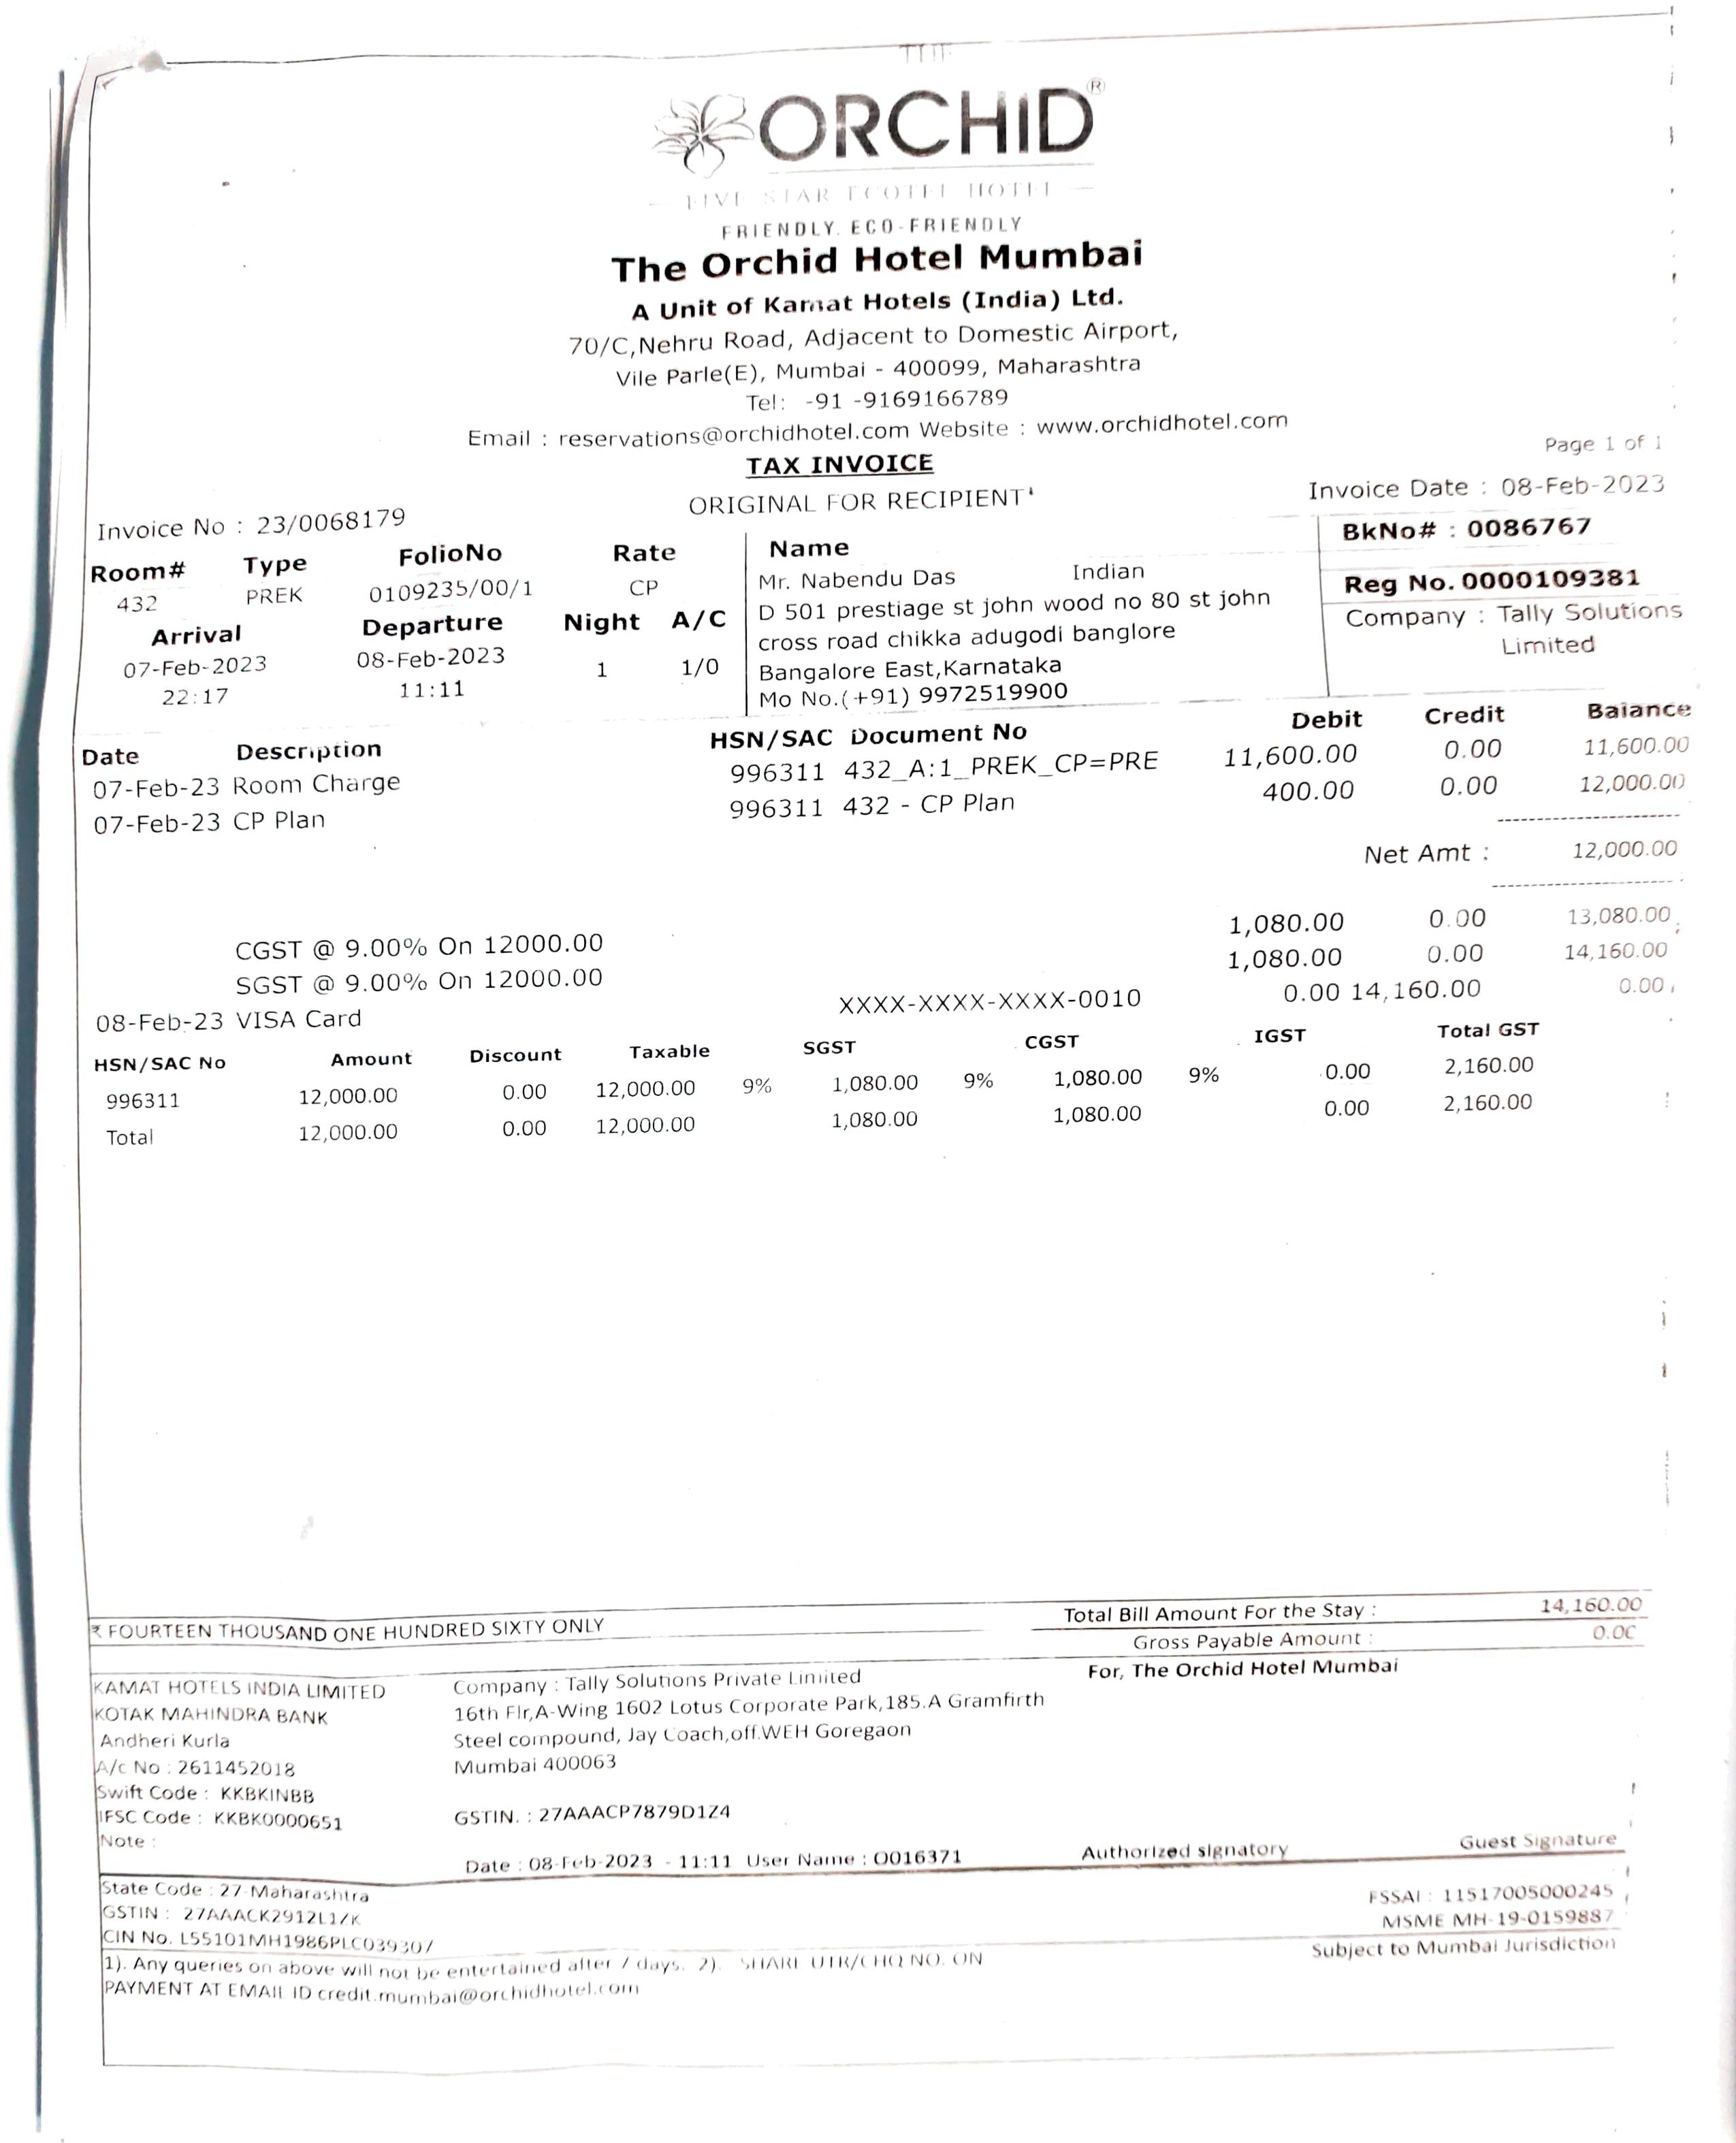 ORCHID®
FIVE STAR ECOTEL HOTEL
FRIENDLY. ECO-FRIENDLY
The Orchid Hotel Mumbai
A Unit of Kamat Hotels (India) Ltd.
70/C,Nehru Road, Adjacent to Domestic Airport,
Vile Parle(E), Mumbai - 400099, Maharashtra
Tel: -91 -9169166789
Email : reservations@orchidhotel.com Website : www.orchidhotel.com
Page 1 of 1
TAX INVOICE
ORIGINAL FOR RECIPIENT
Invoice No : 23/0068179
Invoice Date : 08-Feb-2023
Room# Type FolioNo Rate
432 PREK 0109235/00/1 CP
Arrival Departure Night A/C
07-Feb-2023 08-Feb-2023 1 1/0
22:17 11:11
Name
Mr. Nabendu Das Indian
D 501 prestiage st john wood no 80 st john
cross road chikka adugodi banglore
Bangalore East,Karnataka
Mo No.(+91) 9972519900
BkNo# : 0086767
Reg No. 0000109381
Company : Tally Solutions
Limited
Date Description HSN/SAC Document No Debit Credit Balance
07-Feb-23 Room Charge 996311 432_A:1_PREK_CP=PRE 11,600.00 0.00 11,600.00
07-Feb-23 CP Plan 996311 432 - CP Plan 400.00 0.00 12,000.00
Net Amt : 12,000.00
CGST @ 9.00% On 12000.00 1,080.00 0.00 13,080.00
SGST @ 9.00% On 12000.00 1,080.00 0.00 14,160.00
08-Feb-23 VISA Card XXXX-XXXX-XXXX-0010 0.00 14,160.00 0.00
HSN/SAC No Amount Discount Taxable SGST CGST IGST Total GST
996311 12,000.00 0.00 12,000.00 9% 1,080.00 9% 1,080.00 9% 0.00 2,160.00
Total 12,000.00 0.00 12,000.00 1,080.00 1,080.00 0.00 2,160.00
₹ FOURTEEN THOUSAND ONE HUNDRED SIXTY ONLY
Total Bill Amount For the Stay : 14,160.00
Gross Payable Amount : 0.00
KAMAT HOTELS INDIA LIMITED
KOTAK MAHINDRA BANK
Andheri Kurla
A/c No : 2611452018
Swift Code : KKBKINBB
IFSC Code : KKBK0000651
Note :
Company : Tally Solutions Private Limited
16th Flr,A-Wing 1602 Lotus Corporate Park,185.A Gramfirth
Steel compound, Jay Coach,off.WEH Goregaon
Mumbai 400063
GSTIN. : 27AAACP7879D1Z4
For, The Orchid Hotel Mumbai
Date : 08-Feb-2023 - 11:11 User Name : O016371
Authorized signatory
Guest Signature
State Code : 27-Maharashtra
GSTIN :
CIN No. L55101MH1986PLC039307
FSSAI : 11517005000245
MSME MH-19-0159887
Subject to Mumbai Jurisdiction
1). Any queries on above will not be entertained after 7 days. 2). SHARE UTR/CHQ NO. ON
PAYMENT AT EMAIL ID credit.mumbai@orchidhotel.com